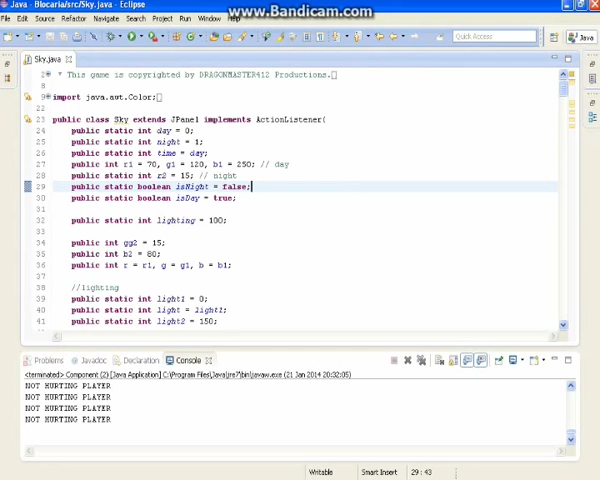 www.Bandicam.com
Java - Blocaria/src/Sky.java - Eclipse
File Edit Source Refactor Navigate Search Project Run Window Help
Quick Access
Java
Sky.java
2 * This game is copyrighted by DRAGONMASTER412 Productions.
8
9 import java.awt.Color;
22
23 public class Sky extends JPanel implements ActionListener{
24 public static int day = 0;
25 public static int night = 1;
26 public static int time = day;
27 public int r1 = 70, g1 = 120, b1 = 250; // day
28 public static int r2 = 15; // night
29 public static boolean isNight = false;
30 public static boolean isDay = true;
31
32 public static int lighting = 100;
33
34 public int gg2 = 15;
35 public int b2 = 80;
36 public int r = r1, g = g1, b = b1;
37
38 //lighting
39 public static int light1 = 0;
40 public static int light = light1;
41 public static int light2 = 150;
Problems Javadoc Declaration Console
<terminated> Component (2) [Java Application] C:\Program Files\Java\jre7\bin\javaw.exe (21 Jan 2014 20:32:05)
NOT HURTING PLAYER
NOT HURTING PLAYER
NOT HURTING PLAYER
NOT HURTING PLAYER
Writable Smart Insert 29 : 43